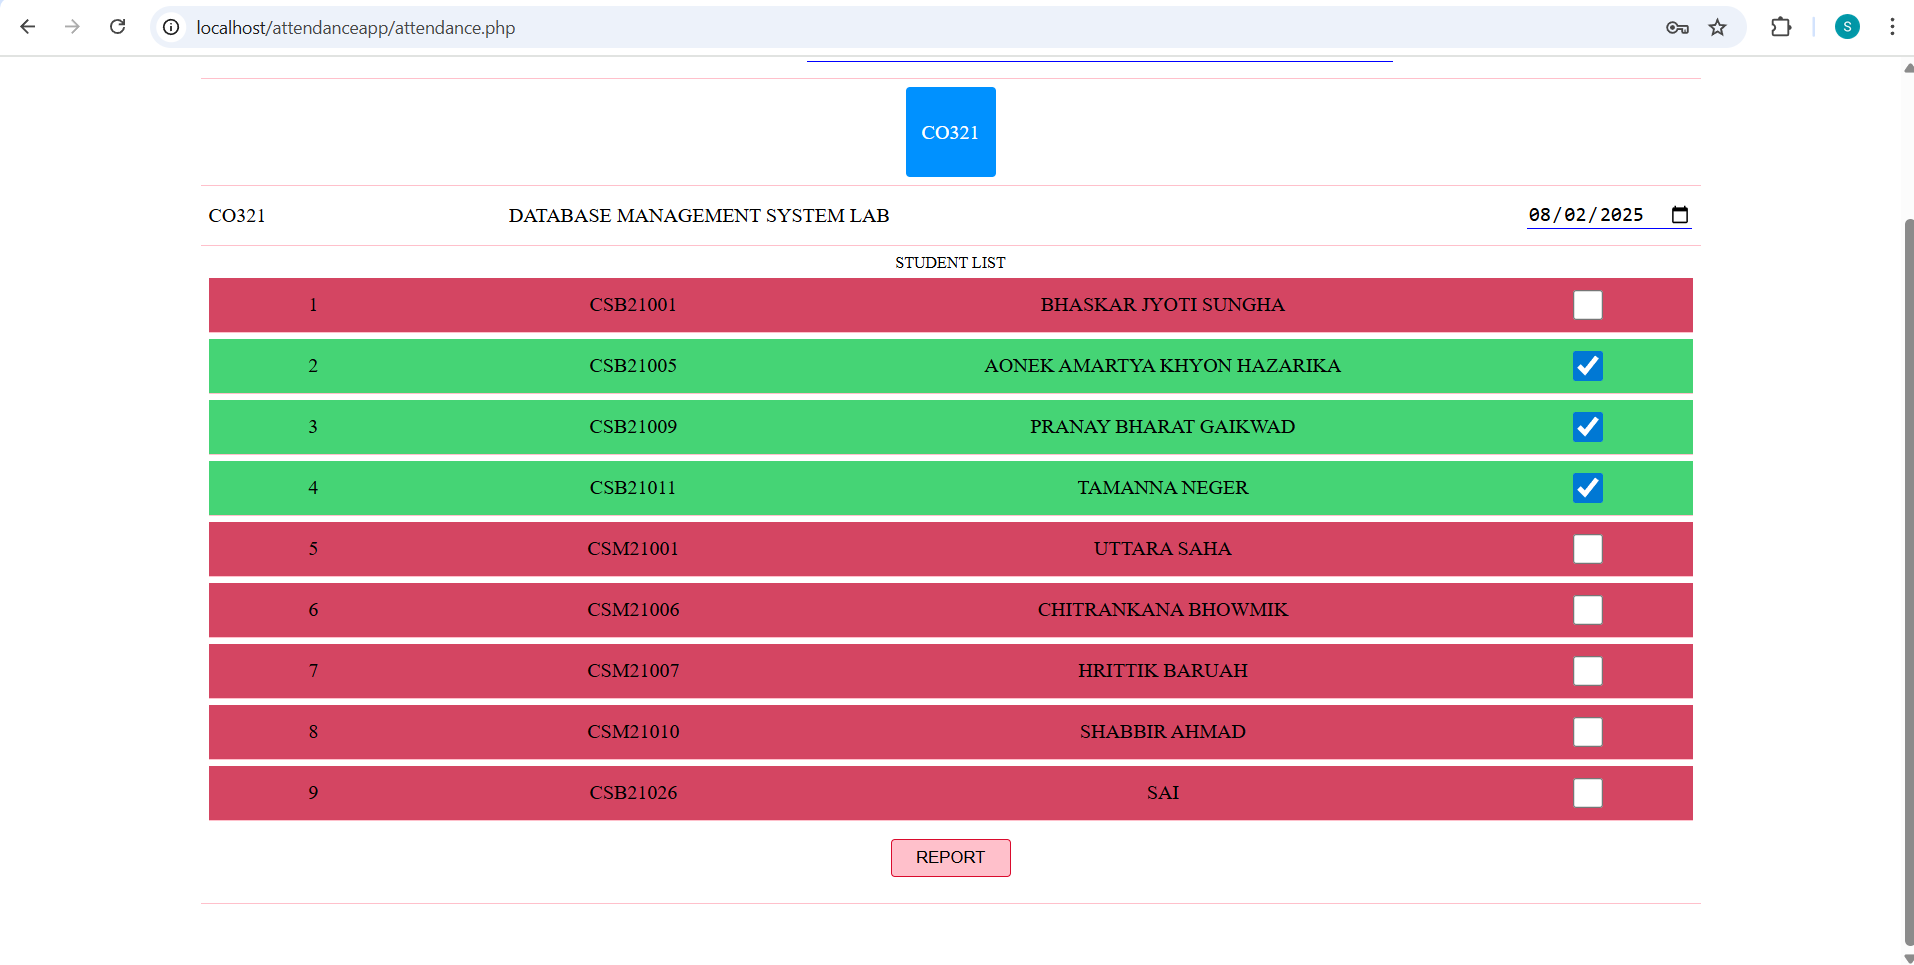 localhost/attendanceapp/attendance.php
S
CO321
CO321 DATABASE MANAGEMENT SYSTEM LAB 08/02/2025
STUDENT LIST
1 CSB21001 BHASKAR JYOTI SUNGHA
2 CSB21005 AONEK AMARTYA KHYON HAZARIKA
3 CSB21009 PRANAY BHARAT GAIKWAD
4 CSB21011 TAMANNA NEGER
5 CSM21001 UTTARA SAHA
6 CSM21006 CHITRANKANA BHOWMIK
7 CSM21007 HRITTIK BARUAH
8 CSM21010 SHABBIR AHMAD
9 CSB21026 SAI
REPORT